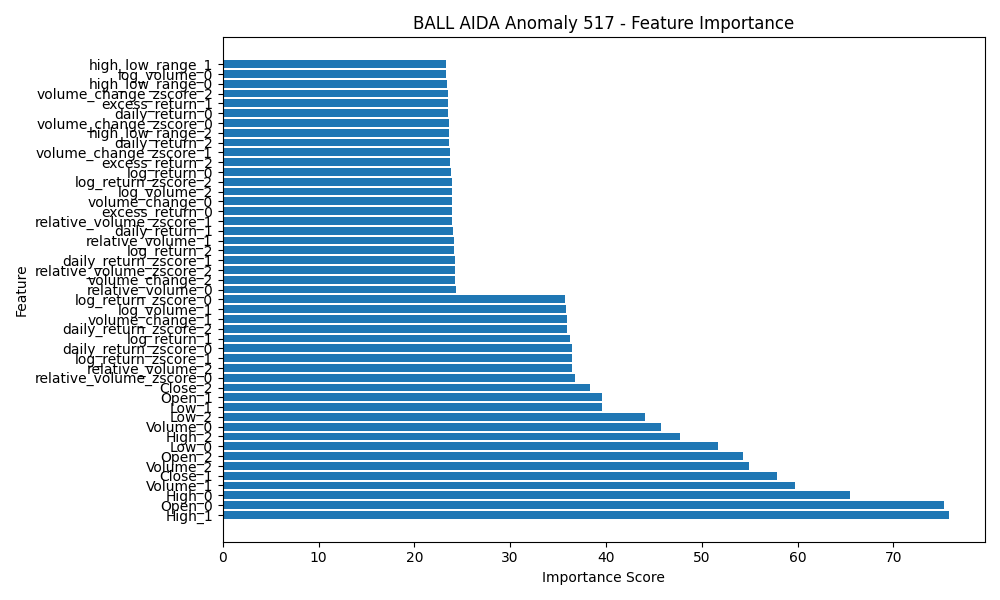 BALL AIDA Anomaly 517 - Feature Importance
high_low_range_1
log_volume_0
high_low_range_0
volume_change_zscore_2
excess_return_1
daily_return_0
volume_change_zscore_0
high_low_range_2
daily_return_2
volume_change_zscore_1
excess_return_2
log_return_0
log_return_zscore_2
log_volume_2
volume_change_0
excess_return_0
relative_volume_zscore_1
daily_return_1
relative_volume_1
log_return_2
daily_return_zscore_1
relative_volume_zscore_2
volume_change_2
relative_volume_0
log_return_zscore_0
log_volume_1
volume_change_1
daily_return_zscore_2
log_return_1
daily_return_zscore_0
log_return_zscore_1
relative_volume_2
relative_volume_zscore_0
Close_2
Open_1
Low_1
Low_2
Volume_0
High_2
Low_0
Open_2
Volume_2
Close_1
Volume_1
High_0
Open_0
High_1
Feature
0 10 20 30 40 50 60 70
Importance Score